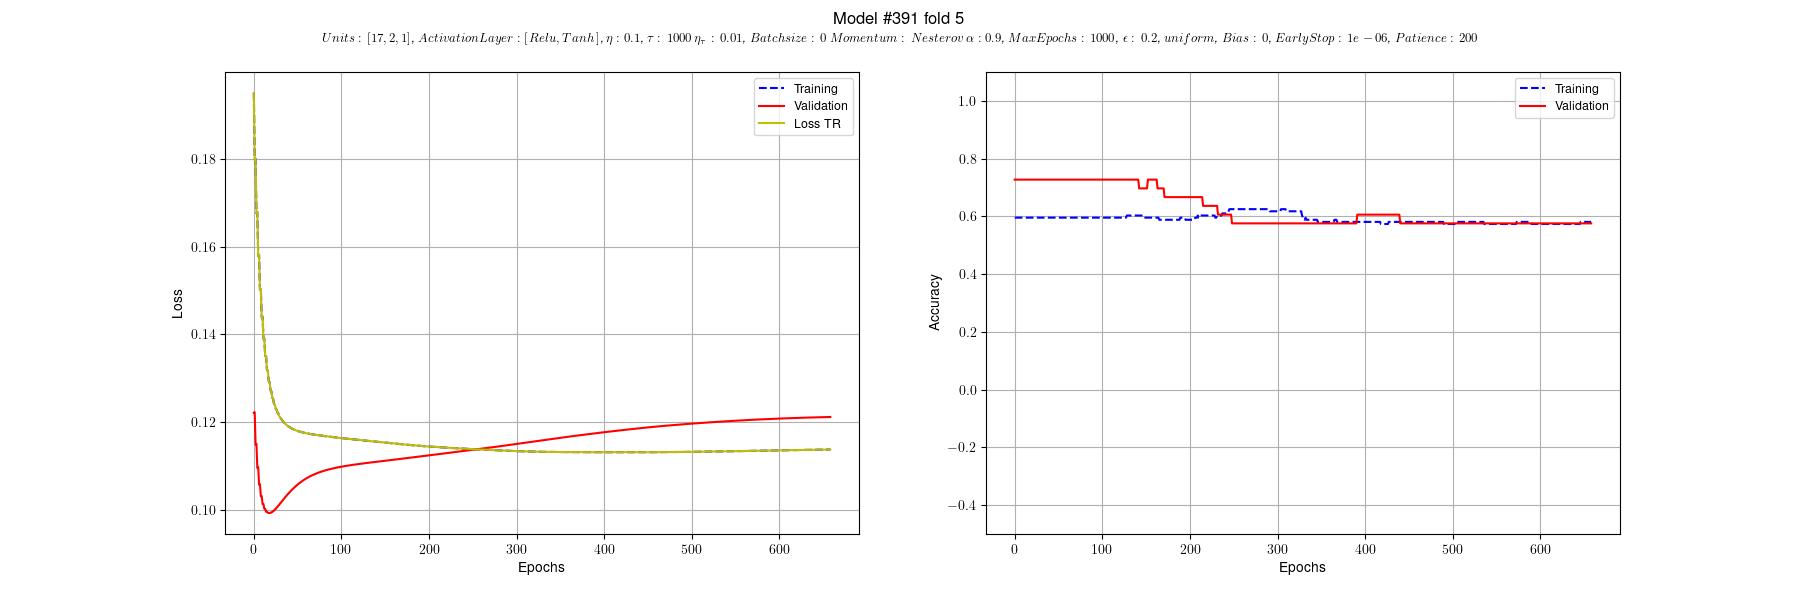 Model #391 fold 5
Units : [17, 2, 1], ActivationLayer : [Relu, Tanh], η : 0.1, τ : 1000 η_τ : 0.01, Batchsize : 0 Momentum : Nesterov α : 0.9, MaxEpochs : 1000, ϵ : 0.2, uniform, Bias : 0, EarlyStop : 1e − 06, Patience : 200
Training
Validation
Loss TR
0.18
0.16
0.14
0.12
0.10
Loss
0 100 200 300 400 500 600
Epochs
Training
Validation
1.0
0.8
0.6
0.4
0.2
0.0
−0.2
−0.4
Accuracy
0 100 200 300 400 500 600
Epochs